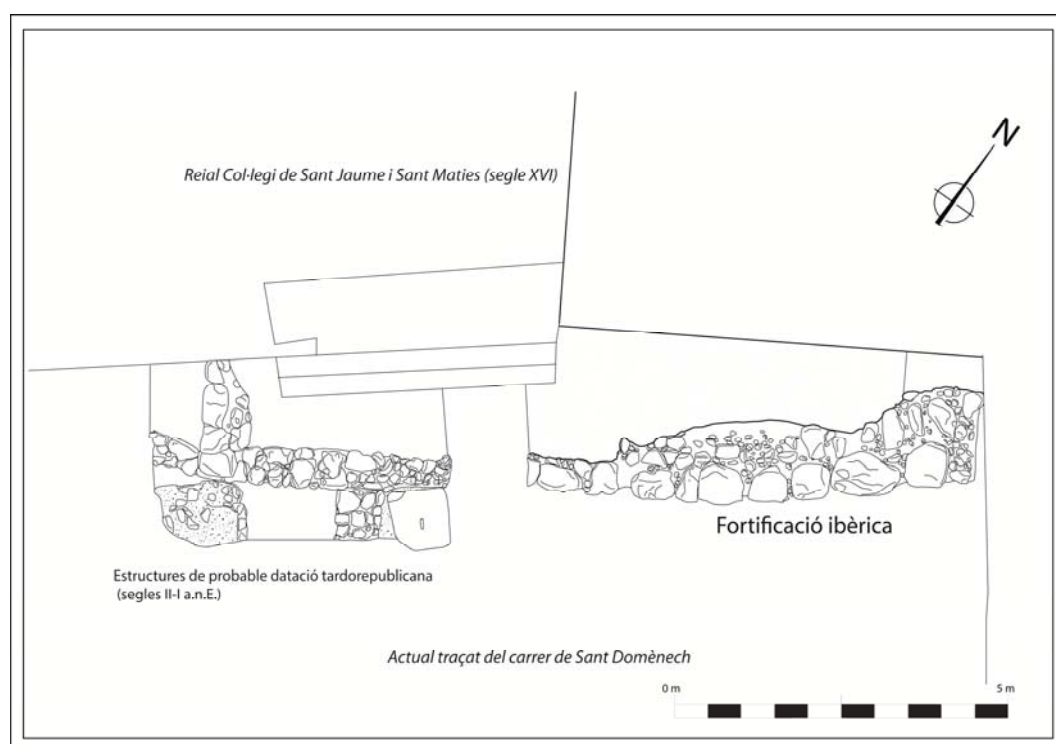 Reial Col·legi de Sant Jaume i Sant Maties (segle XVI)
N
Fortificació ibèrica
Estructures de probable datació tardorepublicana
(segles II-I a.n.E.)
Actual traçat del carrer de Sant Domènech
0 m 5 m